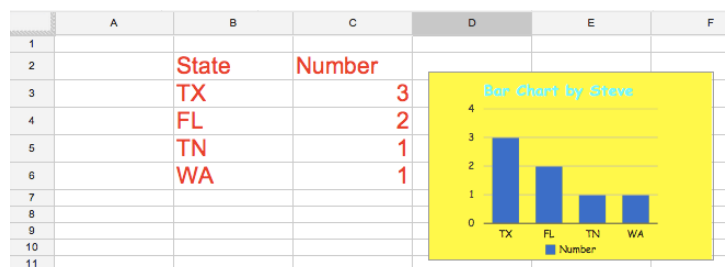 A B C D E F
1
2 State Number
3 TX 3
4 FL 2
5 TN 1
6 WA 1
7
8
9
10
11
Bar Chart by Steve
4
3
2
1
0
TX FL TN WA
Number